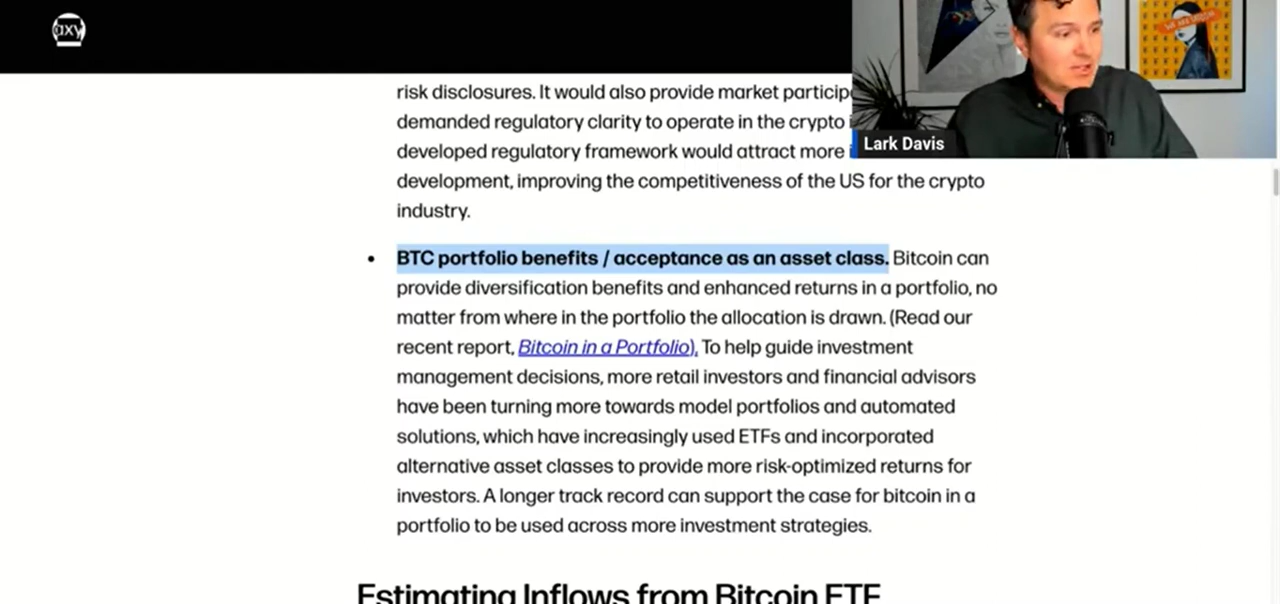 axy
risk disclosures. It would also provide market
demanded regulatory clarity to operate in the crypto
developed regulatory framework would attract more
Lark Davis
development, improving the competitiveness of the US for the crypto
industry.
• BTC portfolio benefits / acceptance as an asset class. Bitcoin can
provide diversification benefits and enhanced returns in a portfolio, no
matter from where in the portfolio the allocation is drawn. (Read our
recent report, Bitcoin in a Portfolio). To help guide investment
management decisions, more retail investors and financial advisors
have been turning more towards model portfolios and automated
solutions, which have increasingly used ETFs and incorporated
alternative asset classes to provide more risk-optimized returns for
investors. A longer track record can support the case for bitcoin in a
portfolio to be used across more investment strategies.
Estimating Inflows from Bitcoin ETF